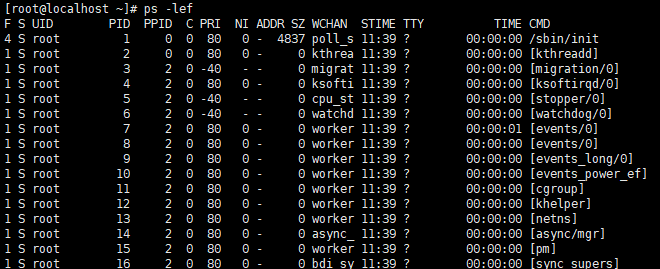 [root@localhost ~]# ps -lef
F S UID        PID  PPID  C PRI  NI ADDR SZ WCHAN  STIME TTY          TIME CMD
4 S root         1     0  0  80   0 -  4837 poll_s 11:39 ?        00:00:00 /sbin/init
1 S root         2     0  0  80   0 -     0 kthrea 11:39 ?        00:00:00 [kthreadd]
1 S root         3     2  0 -40   - -     0 migrat 11:39 ?        00:00:00 [migration/0]
1 S root         4     2  0  80   0 -     0 ksofti 11:39 ?        00:00:00 [ksoftirqd/0]
1 S root         5     2  0 -40   - -     0 cpu_st 11:39 ?        00:00:00 [stopper/0]
1 S root         6     2  0 -40   - -     0 watchd 11:39 ?        00:00:00 [watchdog/0]
1 S root         7     2  0  80   0 -     0 worker 11:39 ?        00:00:01 [events/0]
1 S root         8     2  0  80   0 -     0 worker 11:39 ?        00:00:00 [events/0]
1 S root         9     2  0  80   0 -     0 worker 11:39 ?        00:00:00 [events_long/0]
1 S root        10     2  0  80   0 -     0 worker 11:39 ?        00:00:00 [events_power_ef]
1 S root        11     2  0  80   0 -     0 worker 11:39 ?        00:00:00 [cgroup]
1 S root        12     2  0  80   0 -     0 worker 11:39 ?        00:00:00 [khelper]
1 S root        13     2  0  80   0 -     0 worker 11:39 ?        00:00:00 [netns]
1 S root        14     2  0  80   0 -     0 async_ 11:39 ?        00:00:00 [async/mgr]
1 S root        15     2  0  80   0 -     0 worker 11:39 ?        00:00:00 [pm]
1 S root        16     2  0  80   0 -     0 bdi_sy 11:39 ?        00:00:00 [sync_supers]